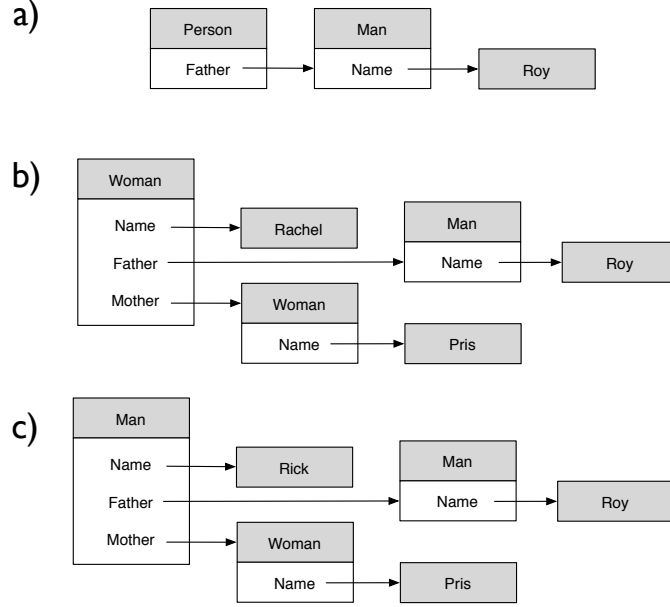 a)
Person
Man
Father
Name
Roy
b)
Woman
Name
Rachel
Man
Father
Name
Roy
Mother
Woman
Name
Pris
c)
Man
Name
Rick
Man
Father
Name
Roy
Mother
Woman
Name
Pris